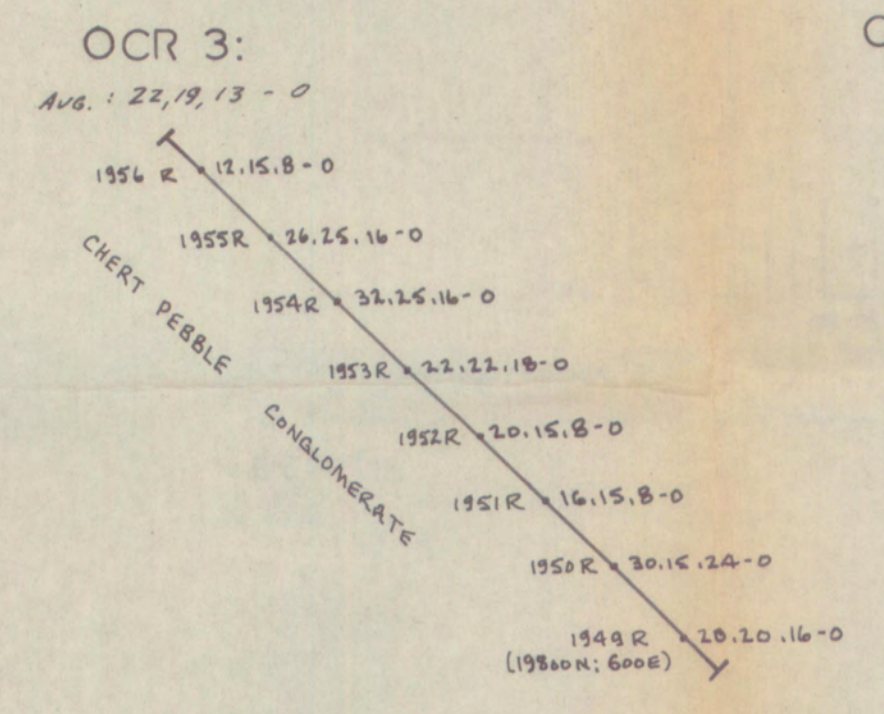 OCR 3:
AVG. : 22,19,13 - 0
1956 R 12.15.8 - 0
1955R 26.25.16 - 0
1954R 32.25.16 - 0
1953R 22.22.18 - 0
1952R 20.15.8 - 0
1951R 16.15.8 - 0
1950R 30.15.24 - 0
1949R 20.20.16 - 0
(19800N; 600E)
CHERT PEBBLE
CONGLOMERATE